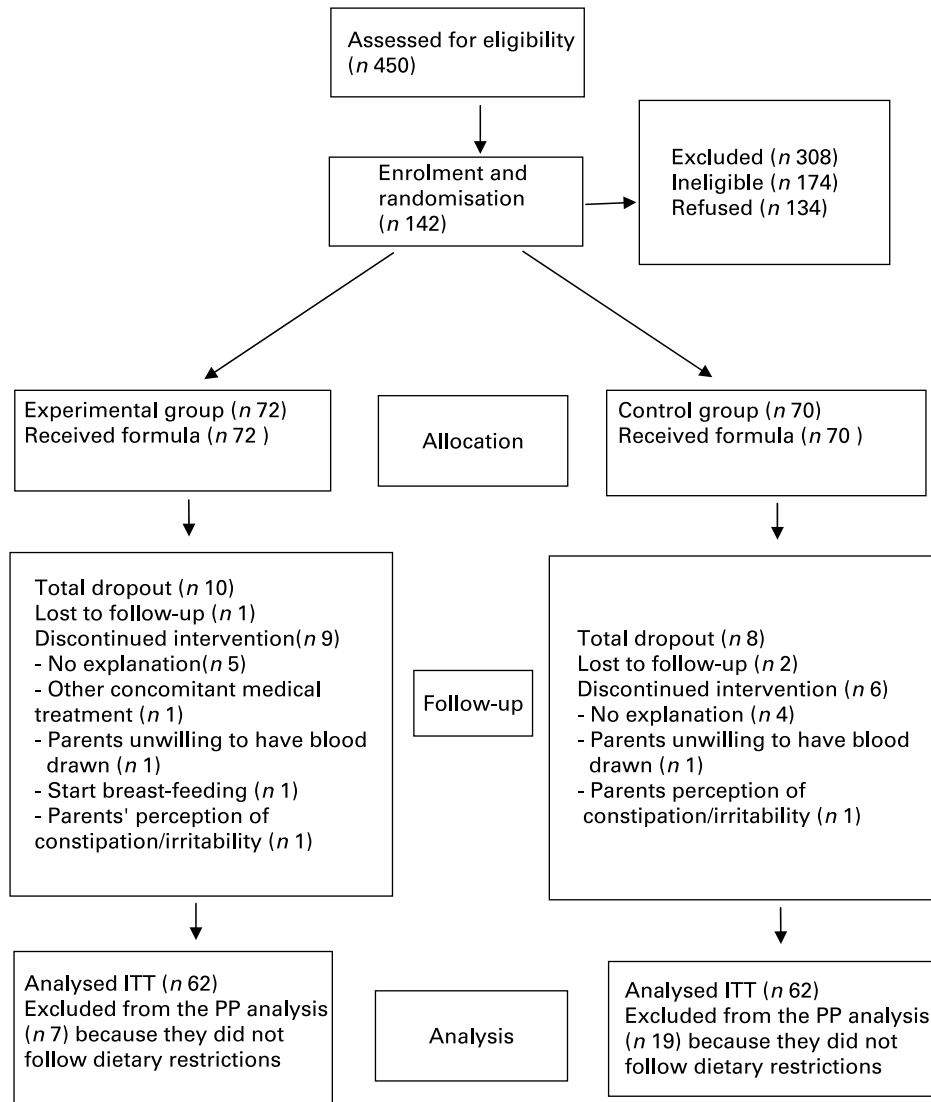 Assessed for eligibility
(n 450)
Enrolment and
randomisation
(n 142)
Excluded (n 308)
Ineligible (n 174)
Refused (n 134)
Experimental group (n 72)
Received formula (n 72 )
Allocation
Control group (n 70)
Received formula (n 70 )
Total dropout (n 10)
Lost to follow-up (n 1)
Discontinued intervention(n 9)
- No explanation(n 5)
- Other concomitant medical
treatment (n 1)
- Parents unwilling to have blood
drawn (n 1)
- Start breast-feeding (n 1)
- Parents' perception of
constipation/irritability (n 1)
Follow-up
Total dropout (n 8)
Lost to follow-up (n 2)
Discontinued intervention (n 6)
- No explanation (n 4)
- Parents unwilling to have blood
drawn (n 1)
- Parents perception of
constipation/irritability (n 1)
Analysed ITT (n 62)
Excluded from the PP analysis
(n 7) because they did not
follow dietary restrictions
Analysis
Analysed ITT (n 62)
Excluded from the PP analysis
(n 19) because they did not
follow dietary restrictions